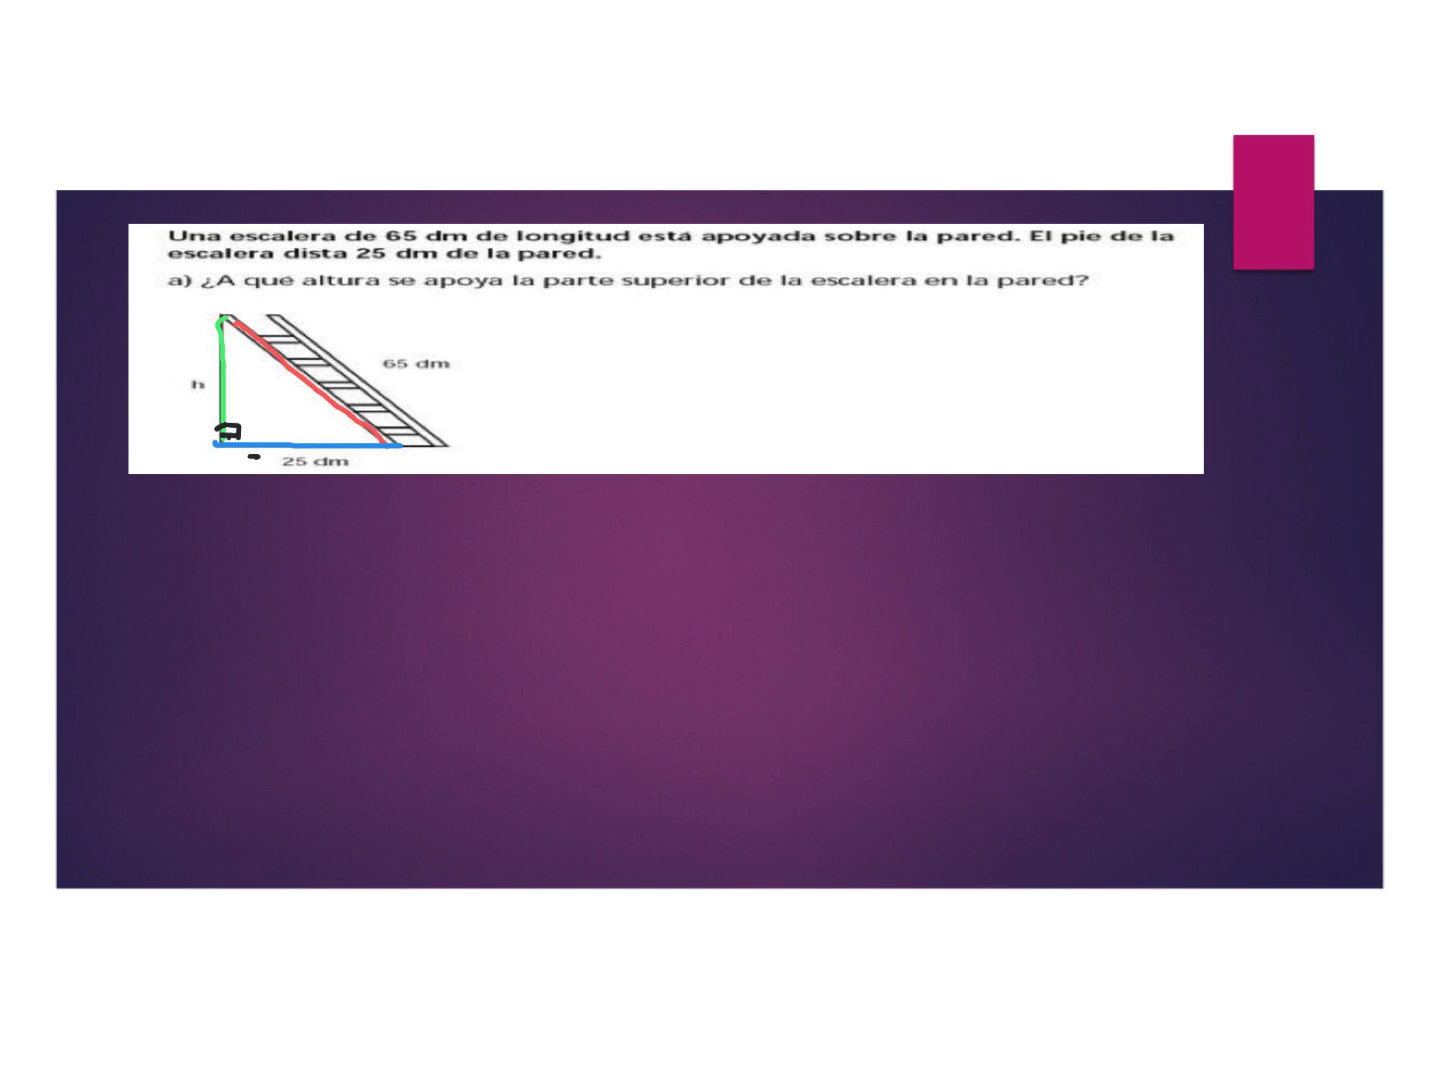 Una escalera de 65 dm de longitud está apoyada sobre la pared. El pie de la
escalera dista 25 dm de la pared.
a) ¿A qué altura se apoya la parte superior de la escalera en la pared?
65 dm
h
25 dm